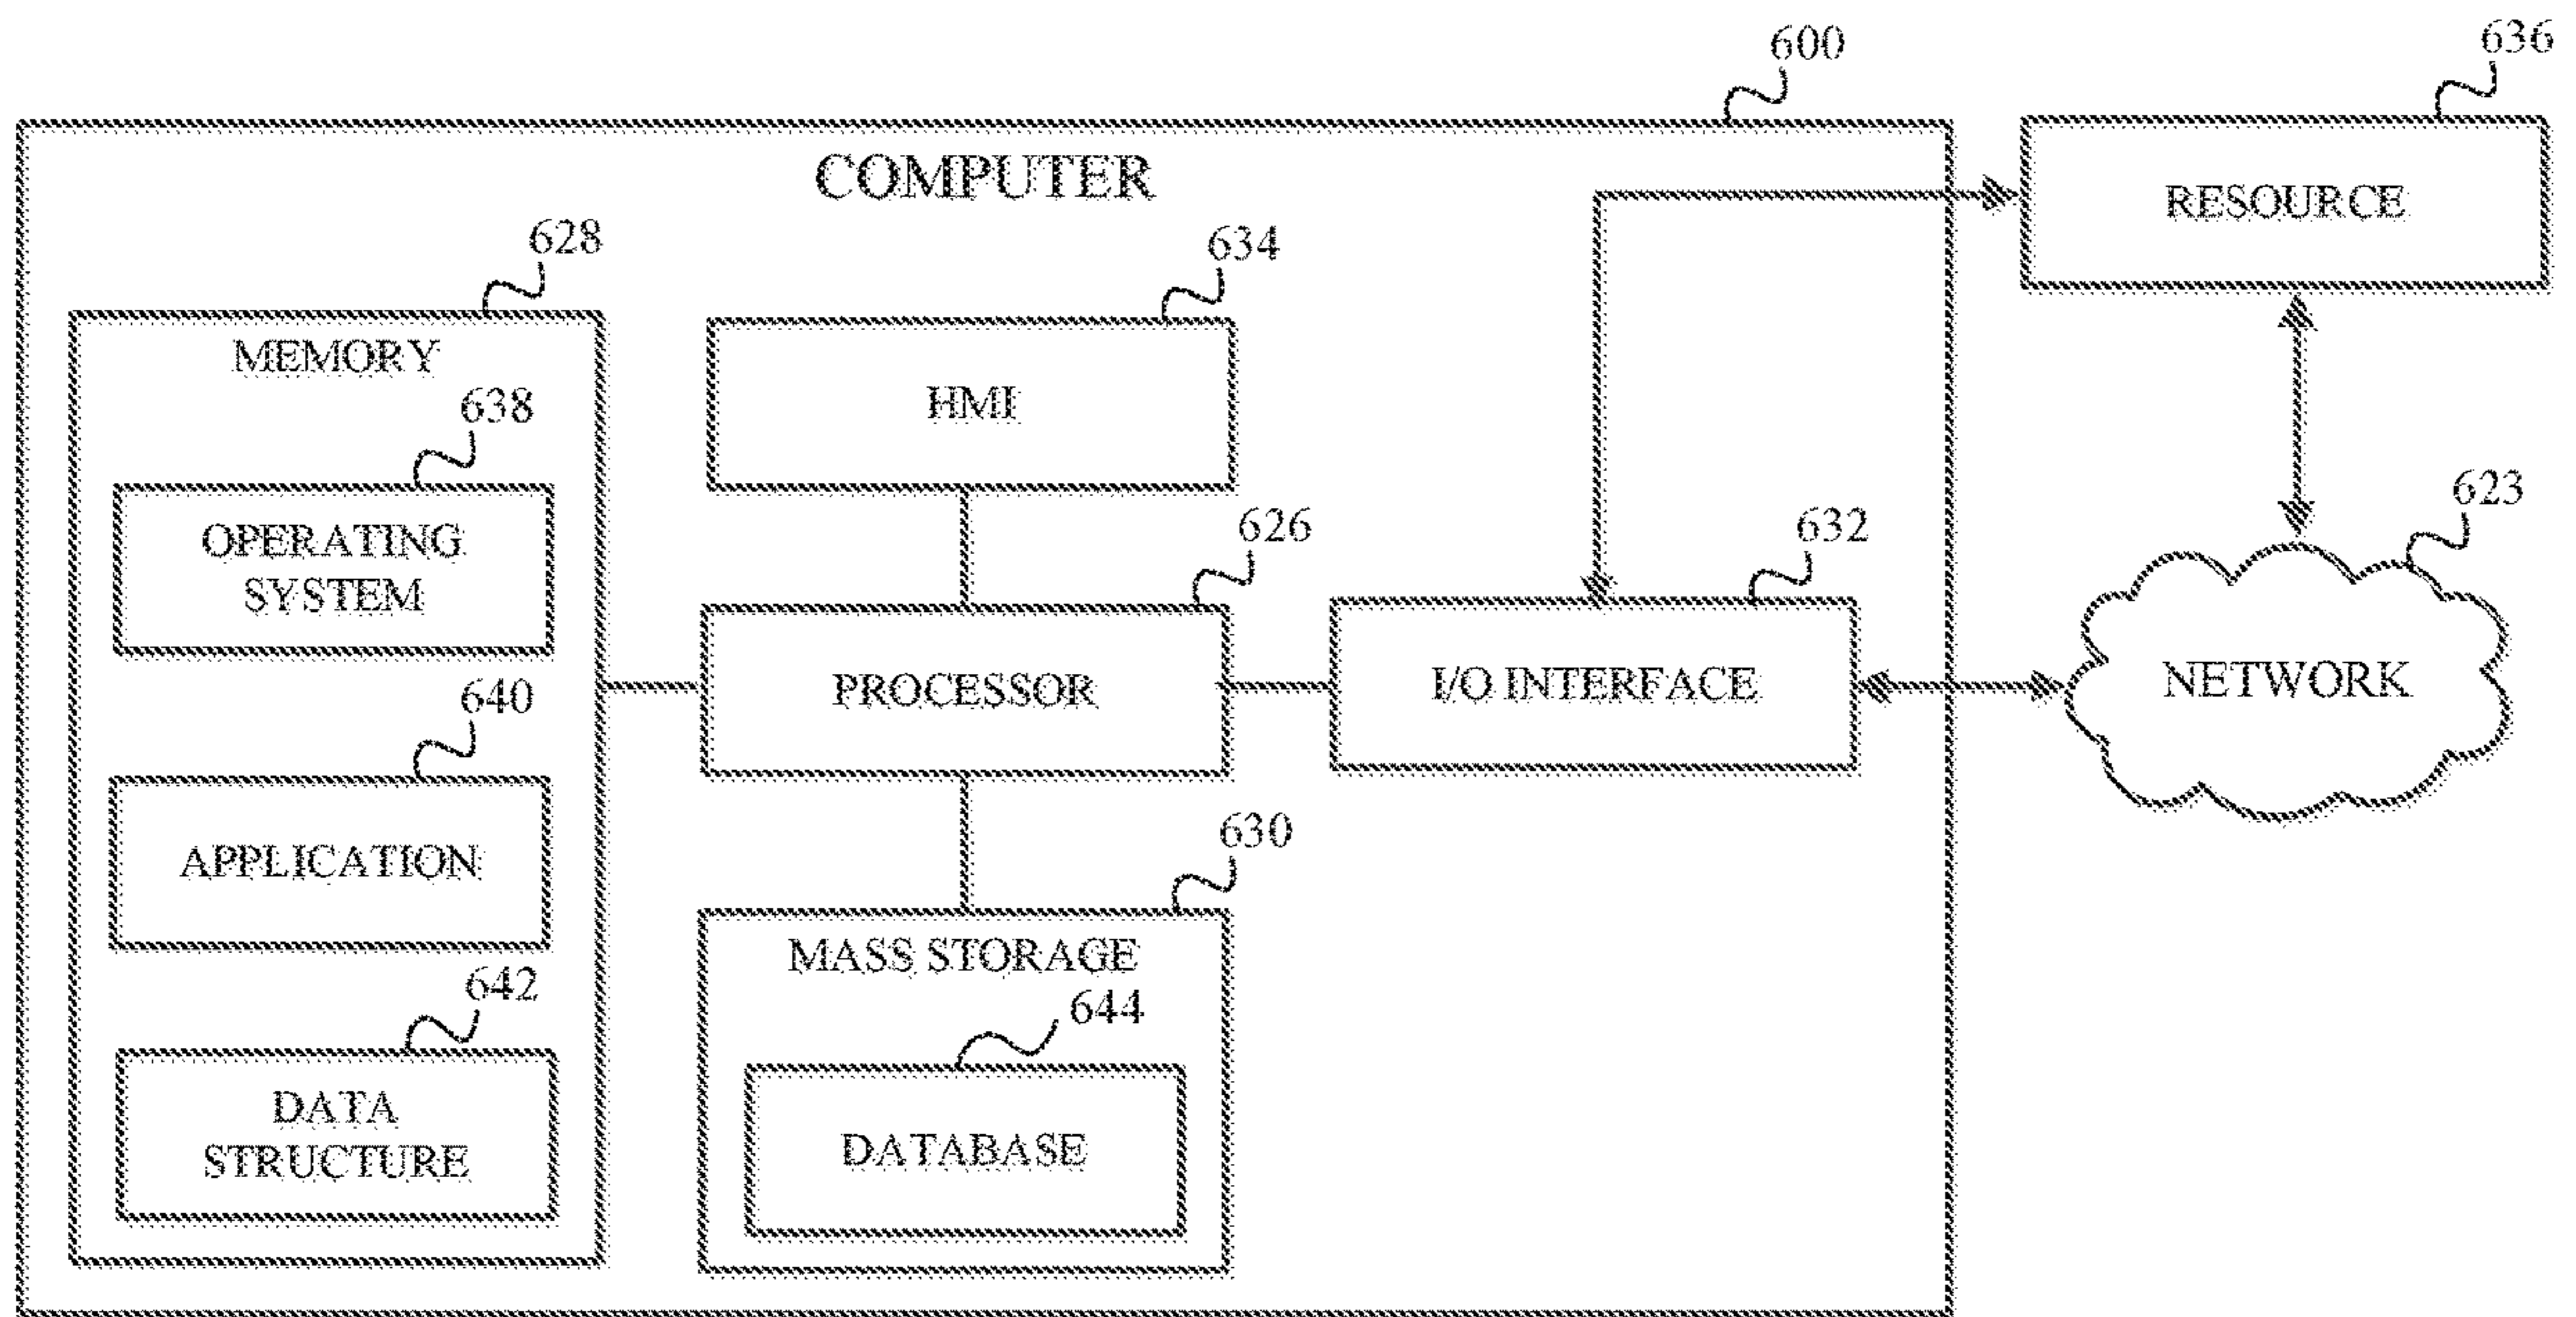 600
636
COMPUTER
RESOURCE
628
634
MEMORY
HMI
638
OPERATING
SYSTEM
626
632
623
PROCESSOR
I/O INTERFACE
NETWORK
640
APPLICATION
630
MASS STORAGE
642
644
DATA
STRUCTURE
DATABASE